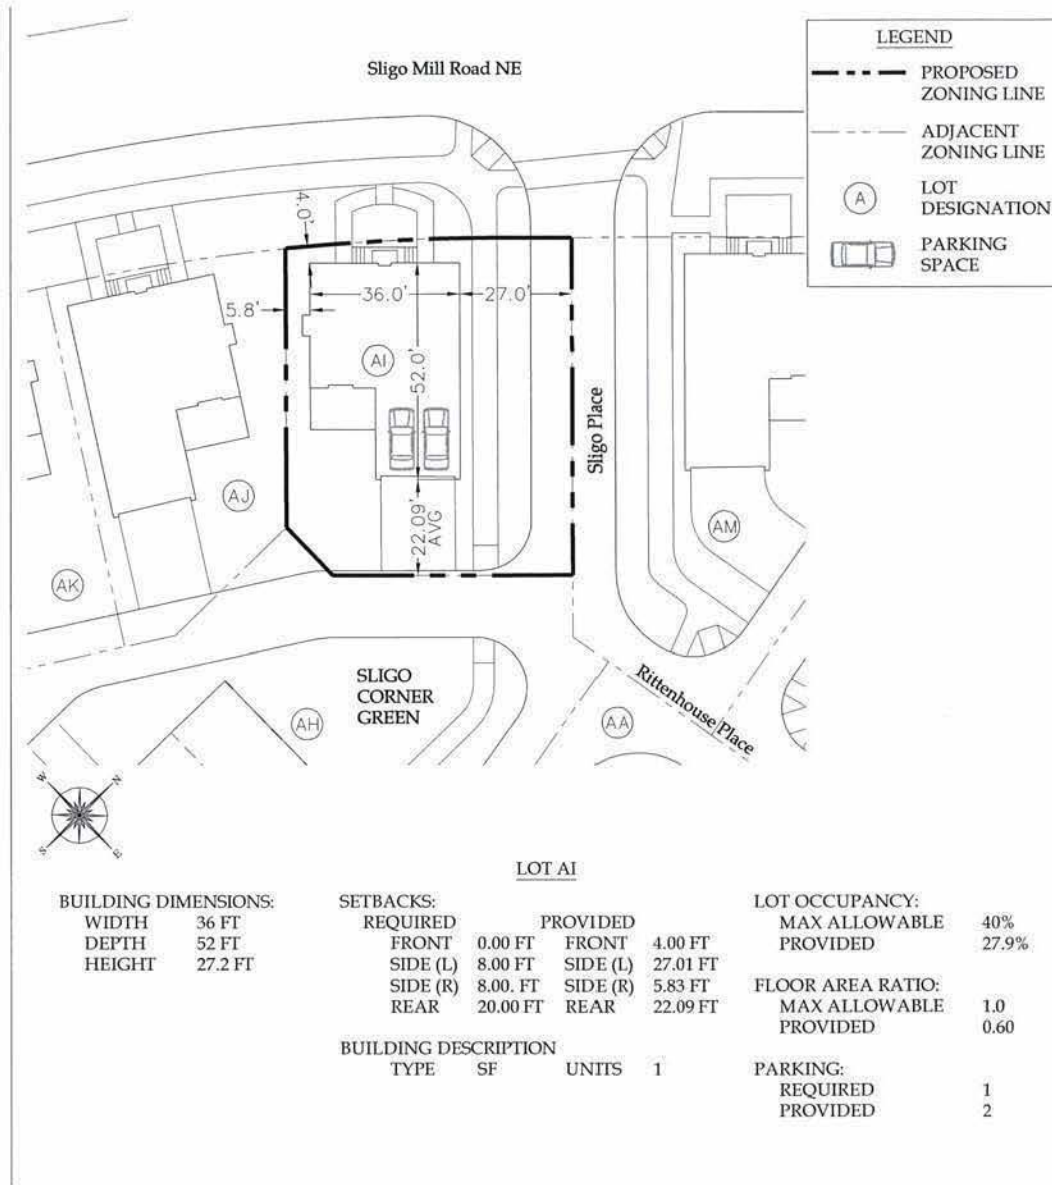 Sligo Mill Road NE
LEGEND
PROPOSED
ZONING LINE
ADJACENT
ZONING LINE
A
LOT
DESIGNATION
PARKING
SPACE
4.0'
5.8'
36.0'
27.0'
AI
52.0'
22.09'
AVG
Sligo Place
AJ
AK
AM
SLIGO
CORNER
GREEN
AH
AA
Rittenhouse Place
W
N
S
E
LOT AI
BUILDING DIMENSIONS:
WIDTH 36 FT
DEPTH 52 FT
HEIGHT 27.2 FT
SETBACKS:
REQUIRED PROVIDED
FRONT 0.00 FT FRONT 4.00 FT
SIDE (L) 8.00 FT SIDE (L) 27.01 FT
SIDE (R) 8.00. FT SIDE (R) 5.83 FT
REAR 20.00 FT REAR 22.09 FT
BUILDING DESCRIPTION
TYPE SF UNITS 1
LOT OCCUPANCY:
MAX ALLOWABLE 40%
PROVIDED 27.9%
FLOOR AREA RATIO:
MAX ALLOWABLE 1.0
PROVIDED 0.60
PARKING:
REQUIRED 1
PROVIDED 2